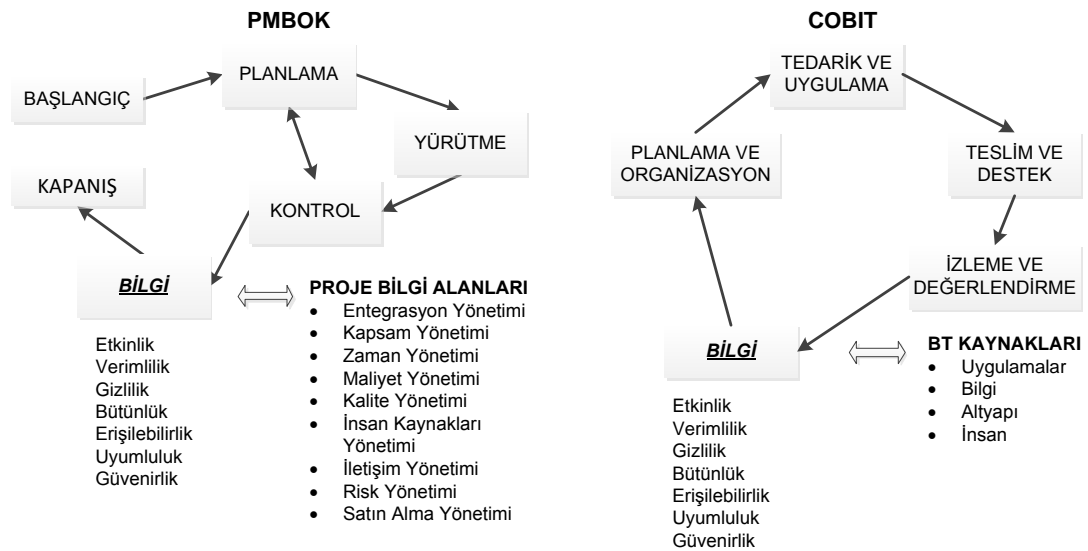 PMBOK
BAŞLANGIÇ
PLANLAMA
YÜRÜTME
KONTROL
KAPANIŞ
BİLGİ
Etkinlik
Verimlilik
Gizlilik
Bütünlük
Erişilebilirlik
Uyumluluk
Güvenirlik
PROJE BİLGİ ALANLARI
• Entegrasyon Yönetimi
• Kapsam Yönetimi
• Zaman Yönetimi
• Maliyet Yönetimi
• Kalite Yönetimi
• İnsan Kaynakları
Yönetimi
• İletişim Yönetimi
• Risk Yönetimi
• Satın Alma Yönetimi
COBIT
TEDARİK VE
UYGULAMA
PLANLAMA VE
ORGANİZASYON
TESLİM VE
DESTEK
İZLEME VE
DEĞERLENDİRME
BİLGİ
Etkinlik
Verimlilik
Gizlilik
Bütünlük
Erişilebilirlik
Uyumluluk
Güvenirlik
BT KAYNAKLARI
• Uygulamalar
• Bilgi
• Altyapı
• İnsan